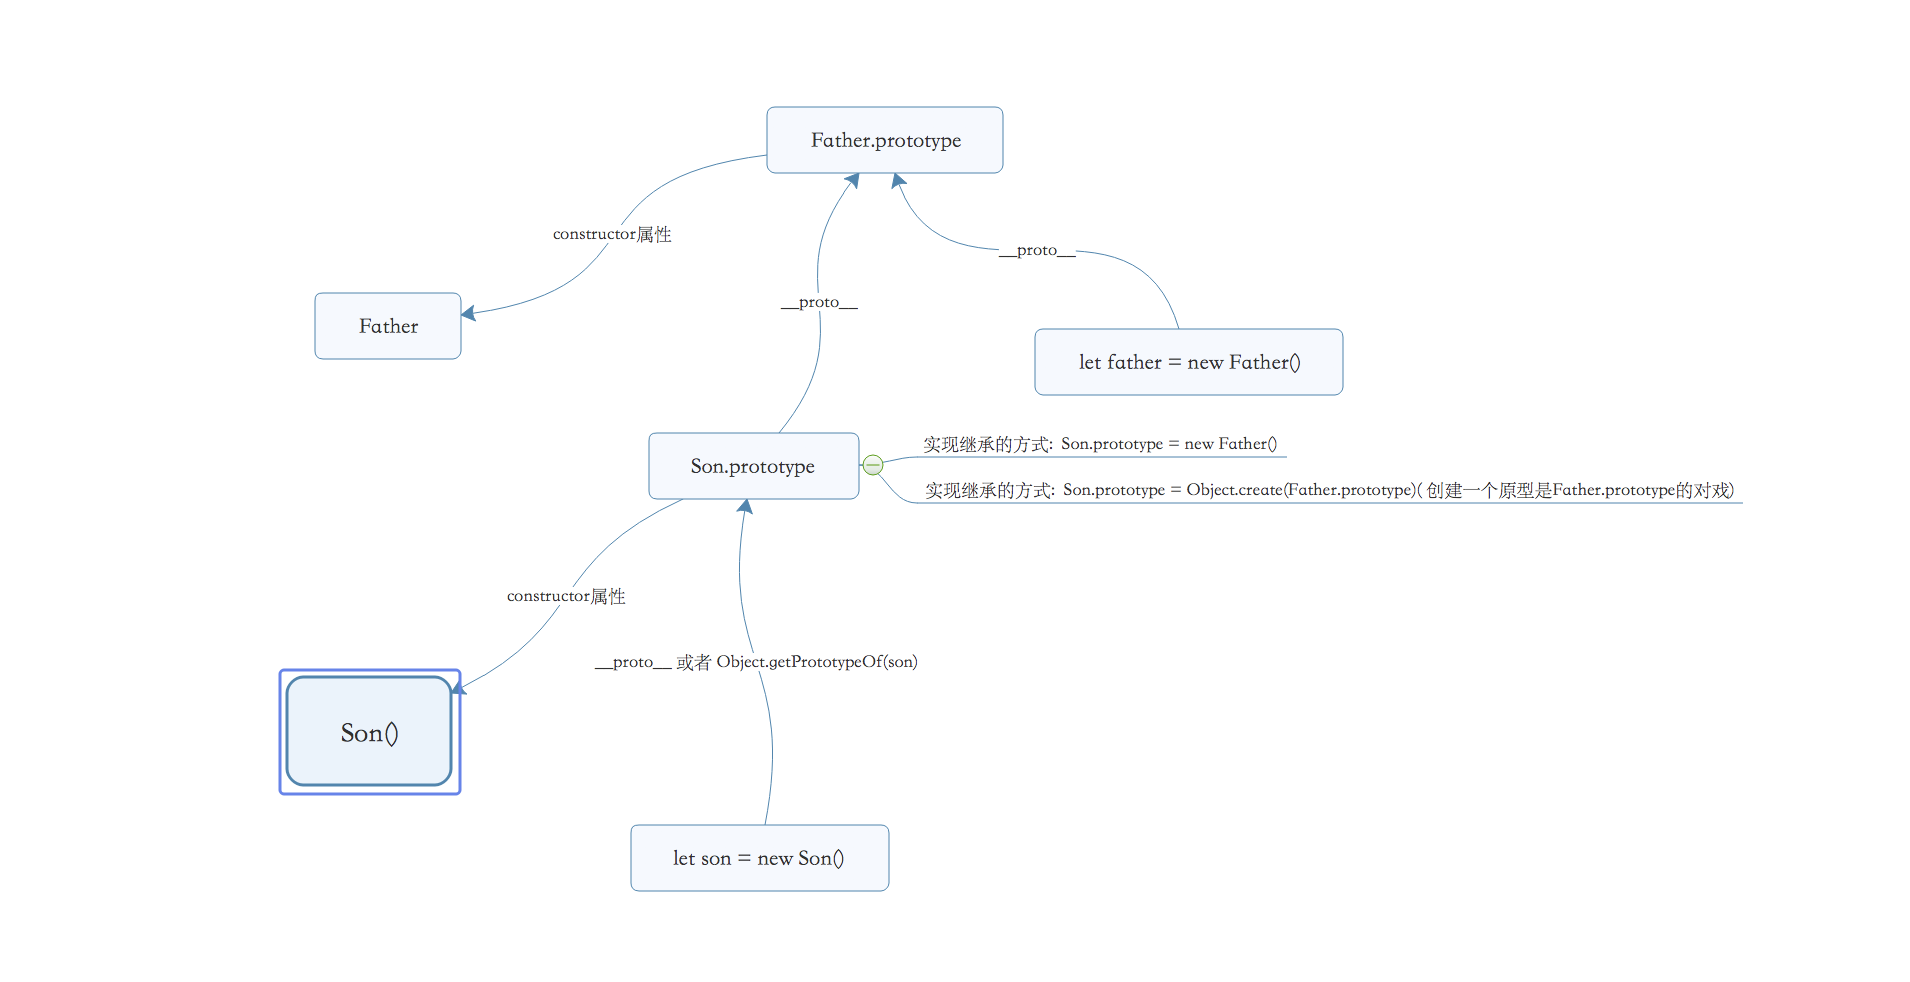 Father.prototype
constructor属性
__proto__
__proto__
Father
let father = new Father()
实现继承的方式:  Son.prototype = new Father()
Son.prototype
实现继承的方式:  Son.prototype = Object.create(Father.prototype)( 创建一个原型是Father.prototype的对戏)
constructor属性
__proto__ 或者 Object.getPrototypeOf(son)
Son()
let son = new Son()